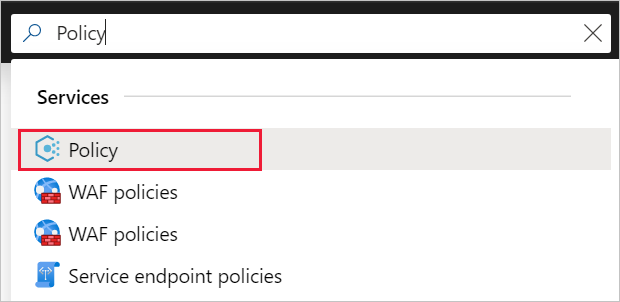 Policy
Services
Policy
WAF policies
WAF policies
Service endpoint policies